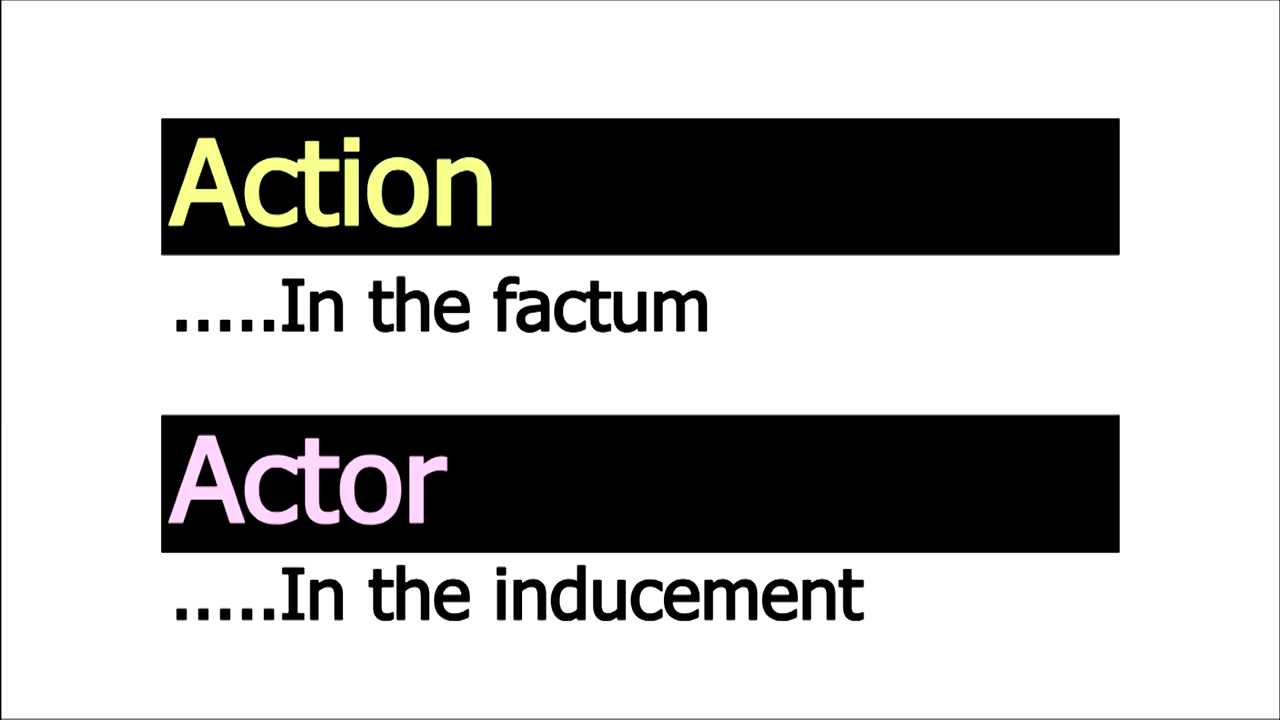 Action
.....In the factum
Actor
.....In the inducement